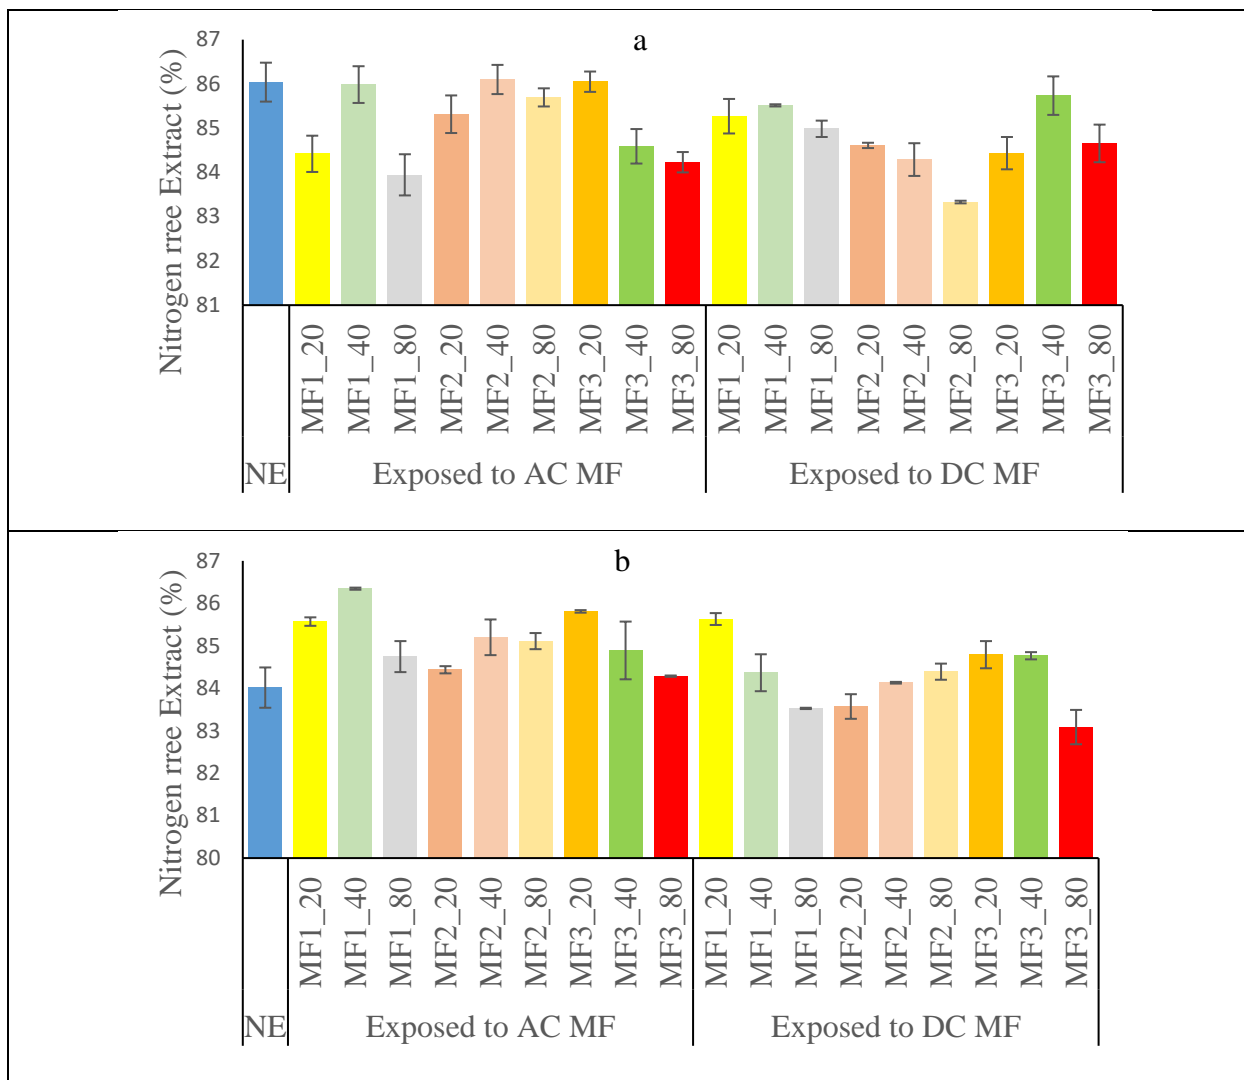 a
Nitrogen rree Extract (%)
87
86
85
84
83
82
81
MF1_20
MF1_40
MF1_80
MF2_20
MF2_40
MF2_80
MF3_20
MF3_40
MF3_80
MF1_20
MF1_40
MF1_80
MF2_20
MF2_40
MF2_80
MF3_20
MF3_40
MF3_80
NE Exposed to AC MF Exposed to DC MF
b
Nitrogen rree Extract (%)
87
86
85
84
83
82
81
80
MF1_20
MF1_40
MF1_80
MF2_20
MF2_40
MF2_80
MF3_20
MF3_40
MF3_80
MF1_20
MF1_40
MF1_80
MF2_20
MF2_40
MF2_80
MF3_20
MF3_40
MF3_80
NE Exposed to AC MF Exposed to DC MF